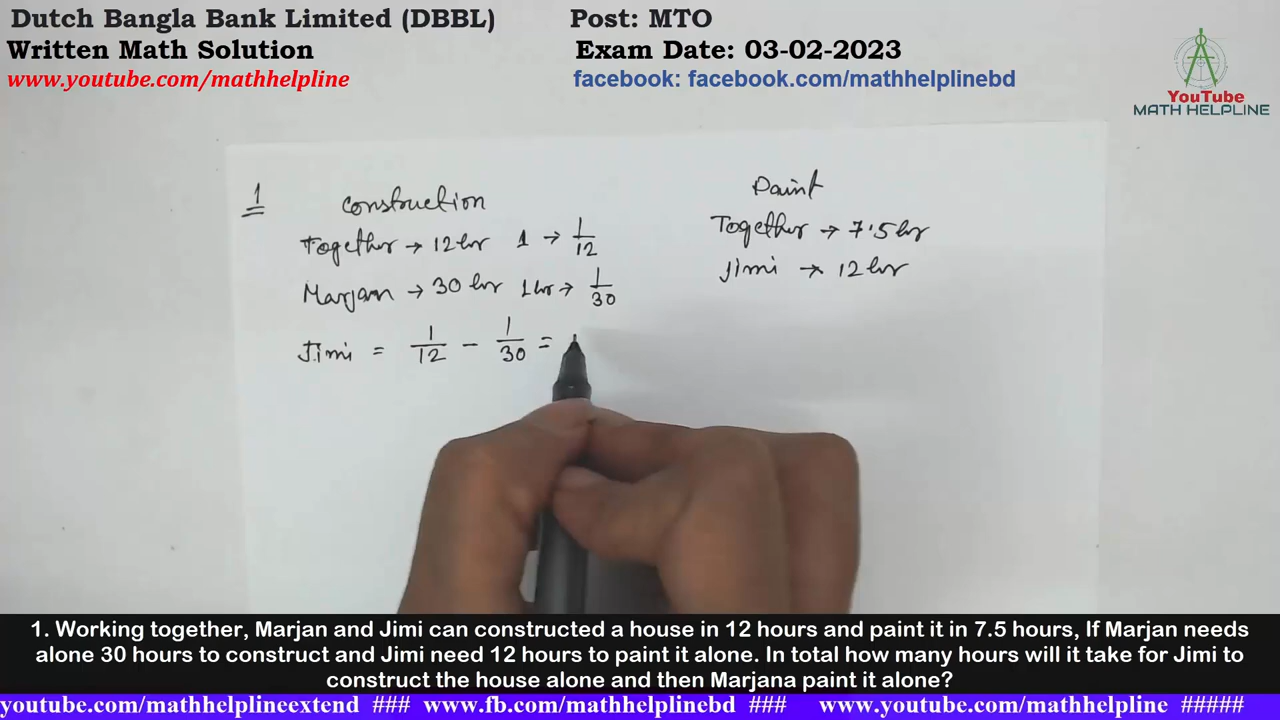 Dutch Bangla Bank Limited (DBBL) Post: MTO
Written Math Solution Exam Date: 03-02-2023
www.youtube.com/mathhelpline facebook: facebook.com/mathhelplinebd
YouTube
MATH HELPLINE
1 Construction
Together → 12 hr 1 → 1/12
Marjan → 30 hr 1 hr → 1/30
Jimi = 1/12 - 1/30 =
Paint
Together → 7.5 hr
Jimi → 12 hr
1. Working together, Marjan and Jimi can constructed a house in 12 hours and paint it in 7.5 hours, If Marjan needs
alone 30 hours to construct and Jimi need 12 hours to paint it alone. In total how many hours will it take for Jimi to
construct the house alone and then Marjana paint it alone?
youtube.com/mathhelplineextend ### www.fb.com/mathhelplinebd ### www.youtube.com/mathhelpline #####